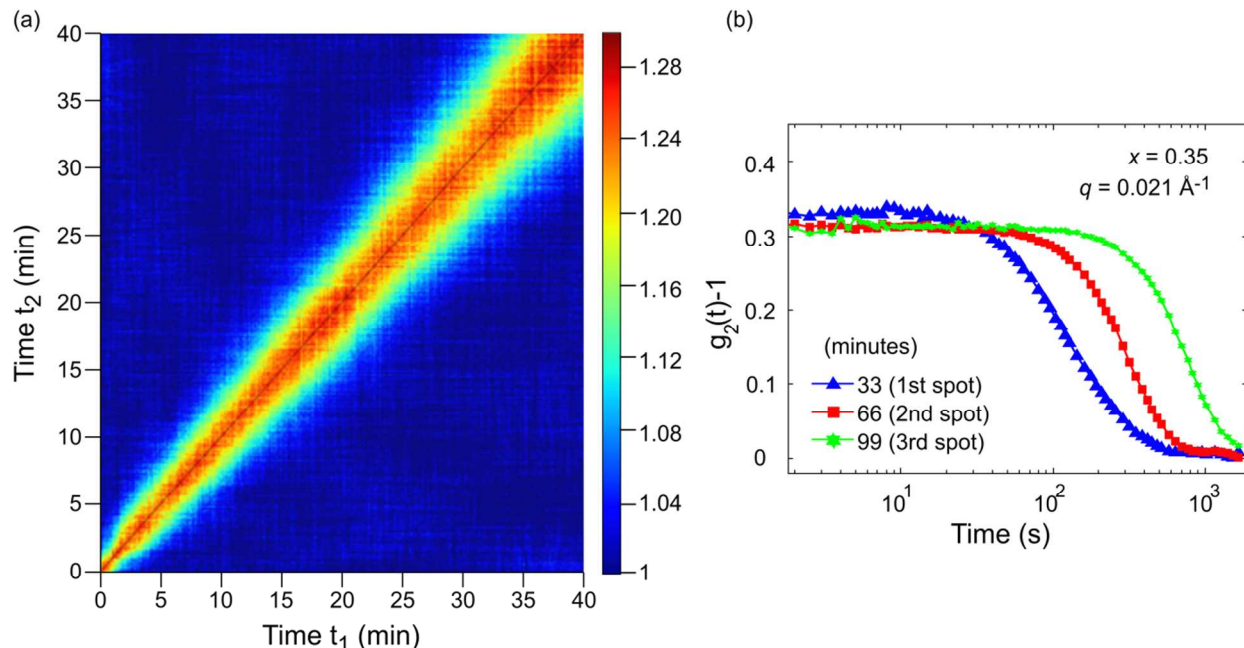 (a)
40
35
30
25
20
15
10
5
0
Time t₂ (min)
0 5 10 15 20 25 30 35 40
Time t₁ (min)
1.28
1.24
1.20
1.16
1.12
1.08
1.04
1
(b)
x = 0.35
q = 0.021 Å⁻¹
0.4
0.3
0.2
0.1
0
g₂(t)-1
(minutes)
33 (1st spot)
66 (2nd spot)
99 (3rd spot)
10¹ 10² 10³
Time (s)